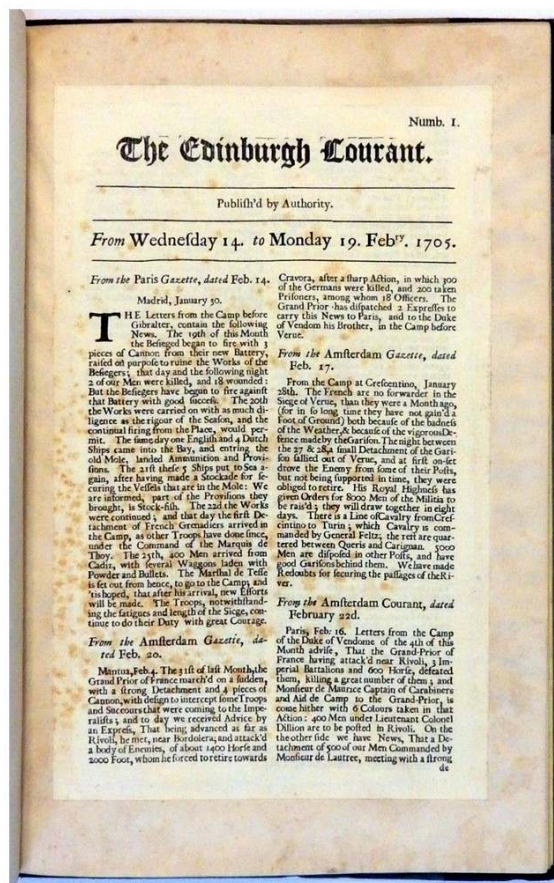 Numb. 1.
The Edinburgh Courant.
Publiſh'd by Authority.
From Wedneſday 14. to Monday 19. Febry. 1705.
From the Paris Gazette, dated Feb. 14.
Madrid, January 30.
THE Letters from the Camp before
Gibralter, contain the following
News. The 19th of this Month
the Beſieged began to fire with 3
pieces of Cannon from their new Battery,
raiſed on purpoſe to ruine the Works of the
Beſiegers; that day and the following night
2 of our Men were killed, and 18 wounded:
But the Beſiegers have begun to fire againſt
that Battery with good ſucceſs. The 20th
the Works were carried on with as much di-
ligence as the rigour of the Seaſon, and the
continual firing from the Place, would per-
mit. The ſame day one Engliſh and 4 Dutch
Ships came into the Bay, and entring the
old Mole, landed Ammunition and Provi-
ſions. The 21ſt theſe 5 Ships put to Sea a-
gain, after having made a Stockade for ſe-
curing the Veſſels that are in the Mole: We
are informed, part of the Proviſions they
brought, is Stock-fiſh. The 22d the Works
were continued; and that day the firſt De-
tachment of French Grenadiers arrived in
the Camp, as other Troops have done ſince,
under the Command of the Marquis de
Thoy. The 25th, 400 Men arrived from
Cadiz, with ſeveral Waggons laden with
Powder and Bullets. The Marſhal de Teſſe
is ſet out from hence, to go to the Camp; and
'tis hoped, that after his arrival, new Efforts
will be made. The Troops, notwithſtand-
ing the fatigues and length of the Siege, con-
tinue to do their Duty with great Courage.
From the Amſterdam Gazette, da-
ted Feb. 20.
Mantua, Feb. 4. The 31ſt of laſt Month, the
Grand Prior of France march'd on a ſudden,
with a ſtrong Detachment and 4 pieces of
Cannon, with deſign to intercept ſome Troops
and Succours that were coming to the Impe-
rialiſts; and to day we received Advice by
an Expreſs, That being advanced as far as
Rivoli, he met, near Bordolera, and attack'd
a body of Enemies, of about 1400 Horſe and
2000 Foot, whom he forced to retire towards
Cravora, after a ſharp Action, in which 300
of the Germans were killed, and 200 taken
Priſoners, among whom 18 Officers. The
Grand Prior has diſpatched 2 Expreſſes to
carry this News to Paris, and to the Duke
of Vendom his Brother, in the Camp before
Verue.
From the Amſterdam Gazette, dated
Feb. 17.
From the Camp at Creſcentino, January
28th. The French are no forwarder in the
Siege of Verue, than they were a Month ago,
(for in ſo long time they have not gain'd a
Foot of Ground) both becauſe of the badneſs
of the Weather, & becauſe of the vigorous De-
fence made by the Gariſon. The night between
the 27 & 28, a ſmall Detachment of the Gari-
ſon ſallied out of Verue, and at firſt on-ſet
drove the Enemy from ſome of their Poſts,
but not being ſupported in time, they were
obliged to retire. His Royal Highneſs has
given Orders for 8000 Men of the Militia to
be rais'd; they will draw together in eight
days. There is a Line of Cavalry from Creſ-
centino to Turin; which Cavalry is com-
manded by General Feltz; the reſt are quar-
tered between Queris and Carignan. 5000
Men are diſpoſed in other Poſts, and have
good Gariſons behind them. We have made
Redoubts for ſecuring the paſſages of the Ri-
ver.
From the Amſterdam Courant, dated
February 22d.
Paris, Feb. 16. Letters from the Camp
of the Duke of Vendome of the 4th of this
Month adviſe, That the Grand-Prior of
France having attack'd near Rivoli, 3 Im-
perial Battalions and 600 Horſe, defeated
them, killing a great number of them; and
Monſieur de Maurice Captain of Carabiners
and Aid de Camp to the Grand-Prior, is
come hither with 6 Colours taken in that
Action: 400 Men under Lieutenant Colonel
Dillion are to be poſted in Rivoli. On the
the other ſide we have News, That a De-
tachment of 500 of our Men Commanded by
Monſieur de Lautrec, meeting with a ſtrong
de